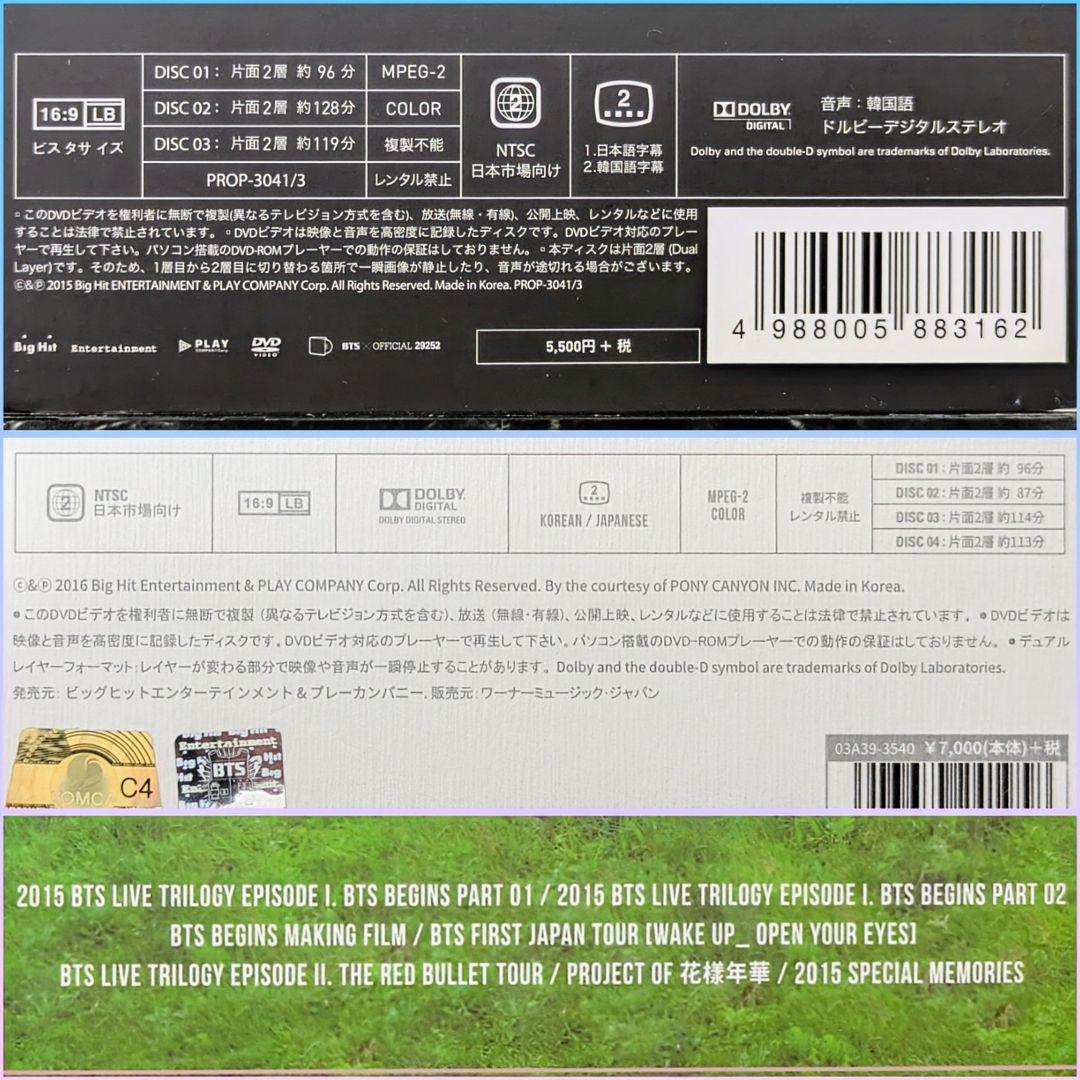 16:9 LB
ビスタサイズ
DISC 01：片面2層 約 96 分
DISC 02：片面2層 約128分
DISC 03：片面2層 約119分
PROP-3041/3
MPEG-2
COLOR
複製不能
レンタル禁止
2
NTSC
日本市場向け
2
1.日本語字幕
2.韓国語字幕
DOLBY
DIGITAL
音声：韓国語
ドルビーデジタルステレオ
Dolby and the double-D symbol are trademarks of Dolby Laboratories.
▫このDVDビデオを権利者に無断で複製(異なるテレビジョン方式を含む)、放送(無線・有線)、公開上映、レンタルなどに使用
することは法律で禁止されています。▫DVDビデオは映像と音声を高密度に記録したディスクです。DVDビデオ対応のプレー
ヤーで再生して下さい。パソコン搭載のDVD-ROMプレーヤーでの動作の保証はしておりません。▫本ディスクは片面2層 (Dual
Layer)です。そのため、1層目から2層目に切り替わる箇所で一瞬画像が静止したり、音声が途切れる場合がございます。
©&℗ 2015 Big Hit ENTERTAINMENT & PLAY COMPANY Corp. All Rights Reserved. Made in Korea. PROP-3041/3
Big Hit Entertainment
PLAY
COMPANY Corp.
DVD
VIDEO
BTS × OFFICIAL 29252
5,500円 + 税
4 988005 883162
2
NTSC
日本市場向け
16:9 LB
DOLBY
DIGITAL
DOLBY DIGITAL STEREO
2
KOREAN / JAPANESE
MPEG-2
COLOR
複製不能
レンタル禁止
DISC 01：片面2層 約 96分
DISC 02：片面2層 約 87分
DISC 03：片面2層 約114分
DISC 04：片面2層 約113分
©&℗ 2016 Big Hit Entertainment & PLAY COMPANY Corp. All Rights Reserved. By the courtesy of PONY CANYON INC. Made in Korea.
●このDVDビデオを権利者に無断で複製（異なるテレビジョン方式を含む）、放送（無線・有線）、公開上映、レンタルなどに使用することは法律で禁止されています。●DVDビデオは
映像と音声を高密度に記録したディスクです。DVDビデオ対応のプレーヤーで再生して下さい。パソコン搭載のDVD-ROMプレーヤーでの動作の保証はしておりません。●デュアル
レイヤーフォーマット：レイヤーが変わる部分で映像や音声が一瞬停止することがあります。Dolby and the double-D symbol are trademarks of Dolby Laboratories.
発売元：ビッグヒットエンターテインメント＆プレーカンパニー．販売元：ワーナーミュージック・ジャパン
KOMCA
C4
Entertainment
Big Hit
BTS
03A39-3540 ￥7,000(本体)+税
2015 BTS LIVE TRILOGY EPISODE I. BTS BEGINS PART 01 / 2015 BTS LIVE TRILOGY EPISODE I. BTS BEGINS PART 02
BTS BEGINS MAKING FILM / BTS FIRST JAPAN TOUR [WAKE UP_ OPEN YOUR EYES]
BTS LIVE TRILOGY EPISODE II. THE RED BULLET TOUR / PROJECT OF 花樣年華 / 2015 SPECIAL MEMORIES